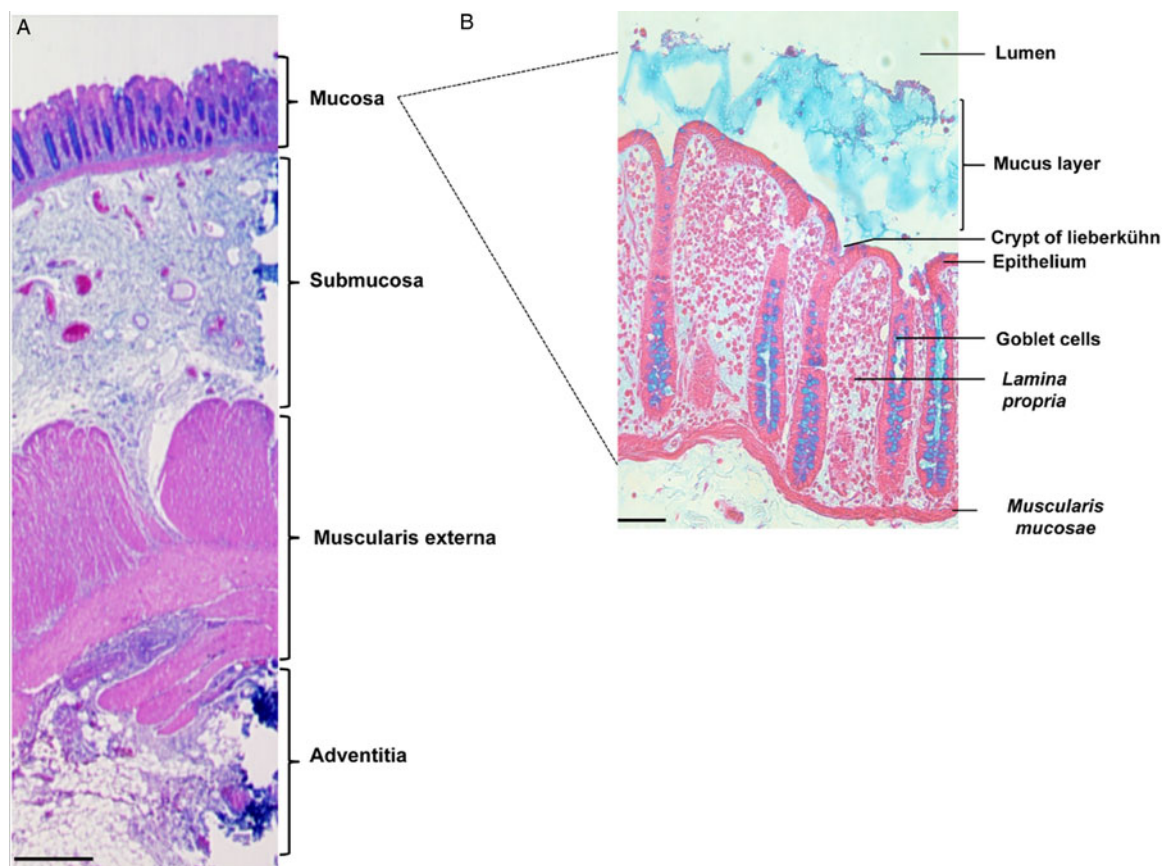 A
Mucosa
Submucosa
Muscularis externa
Adventitia
B
Lumen
Mucus layer
Crypt of lieberkühn
Epithelium
Goblet cells
Lamina
propria
Muscularis
mucosae